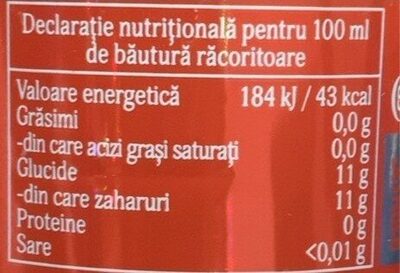 Declarație nutrițională pentru 100 ml
de băutură răcoritoare
Valoare energetică 184 kJ / 43 kcal
Grăsimi 0,0 g
-din care acizi grași saturați 0,0 g
Glucide 11 g
-din care zaharuri 11 g
Proteine 0 g
Sare <0,01 g